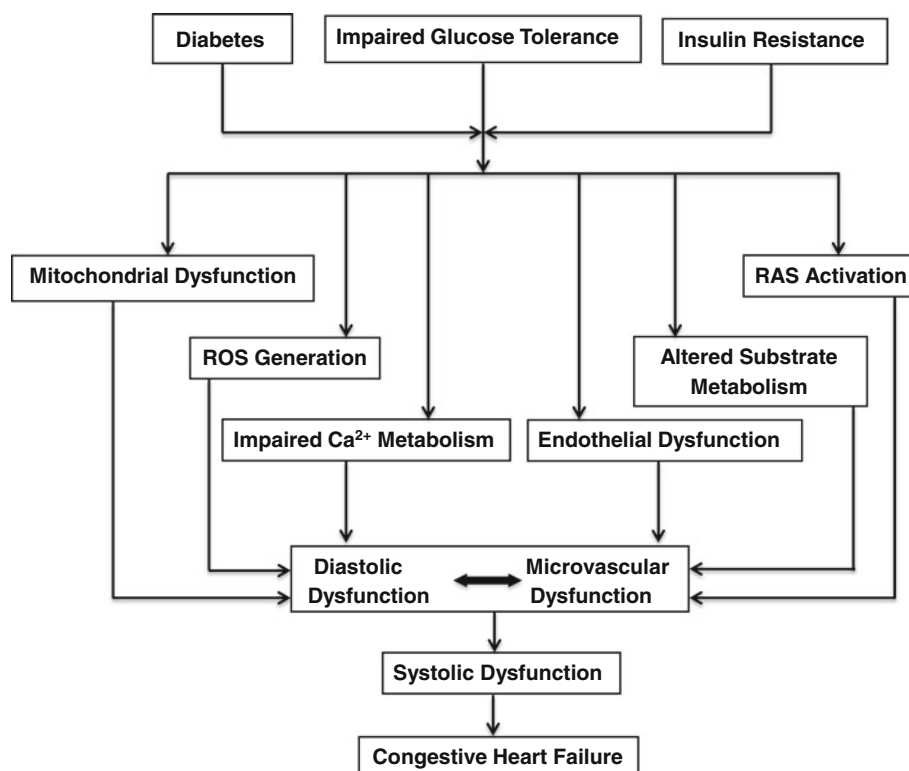 Diabetes
Impaired Glucose Tolerance
Insulin Resistance
Mitochondrial Dysfunction
RAS Activation
ROS Generation
Altered Substrate
Metabolism
Impaired Ca²⁺ Metabolism
Endothelial Dysfunction
Diastolic
Dysfunction
Microvascular
Dysfunction
Systolic Dysfunction
Congestive Heart Failure